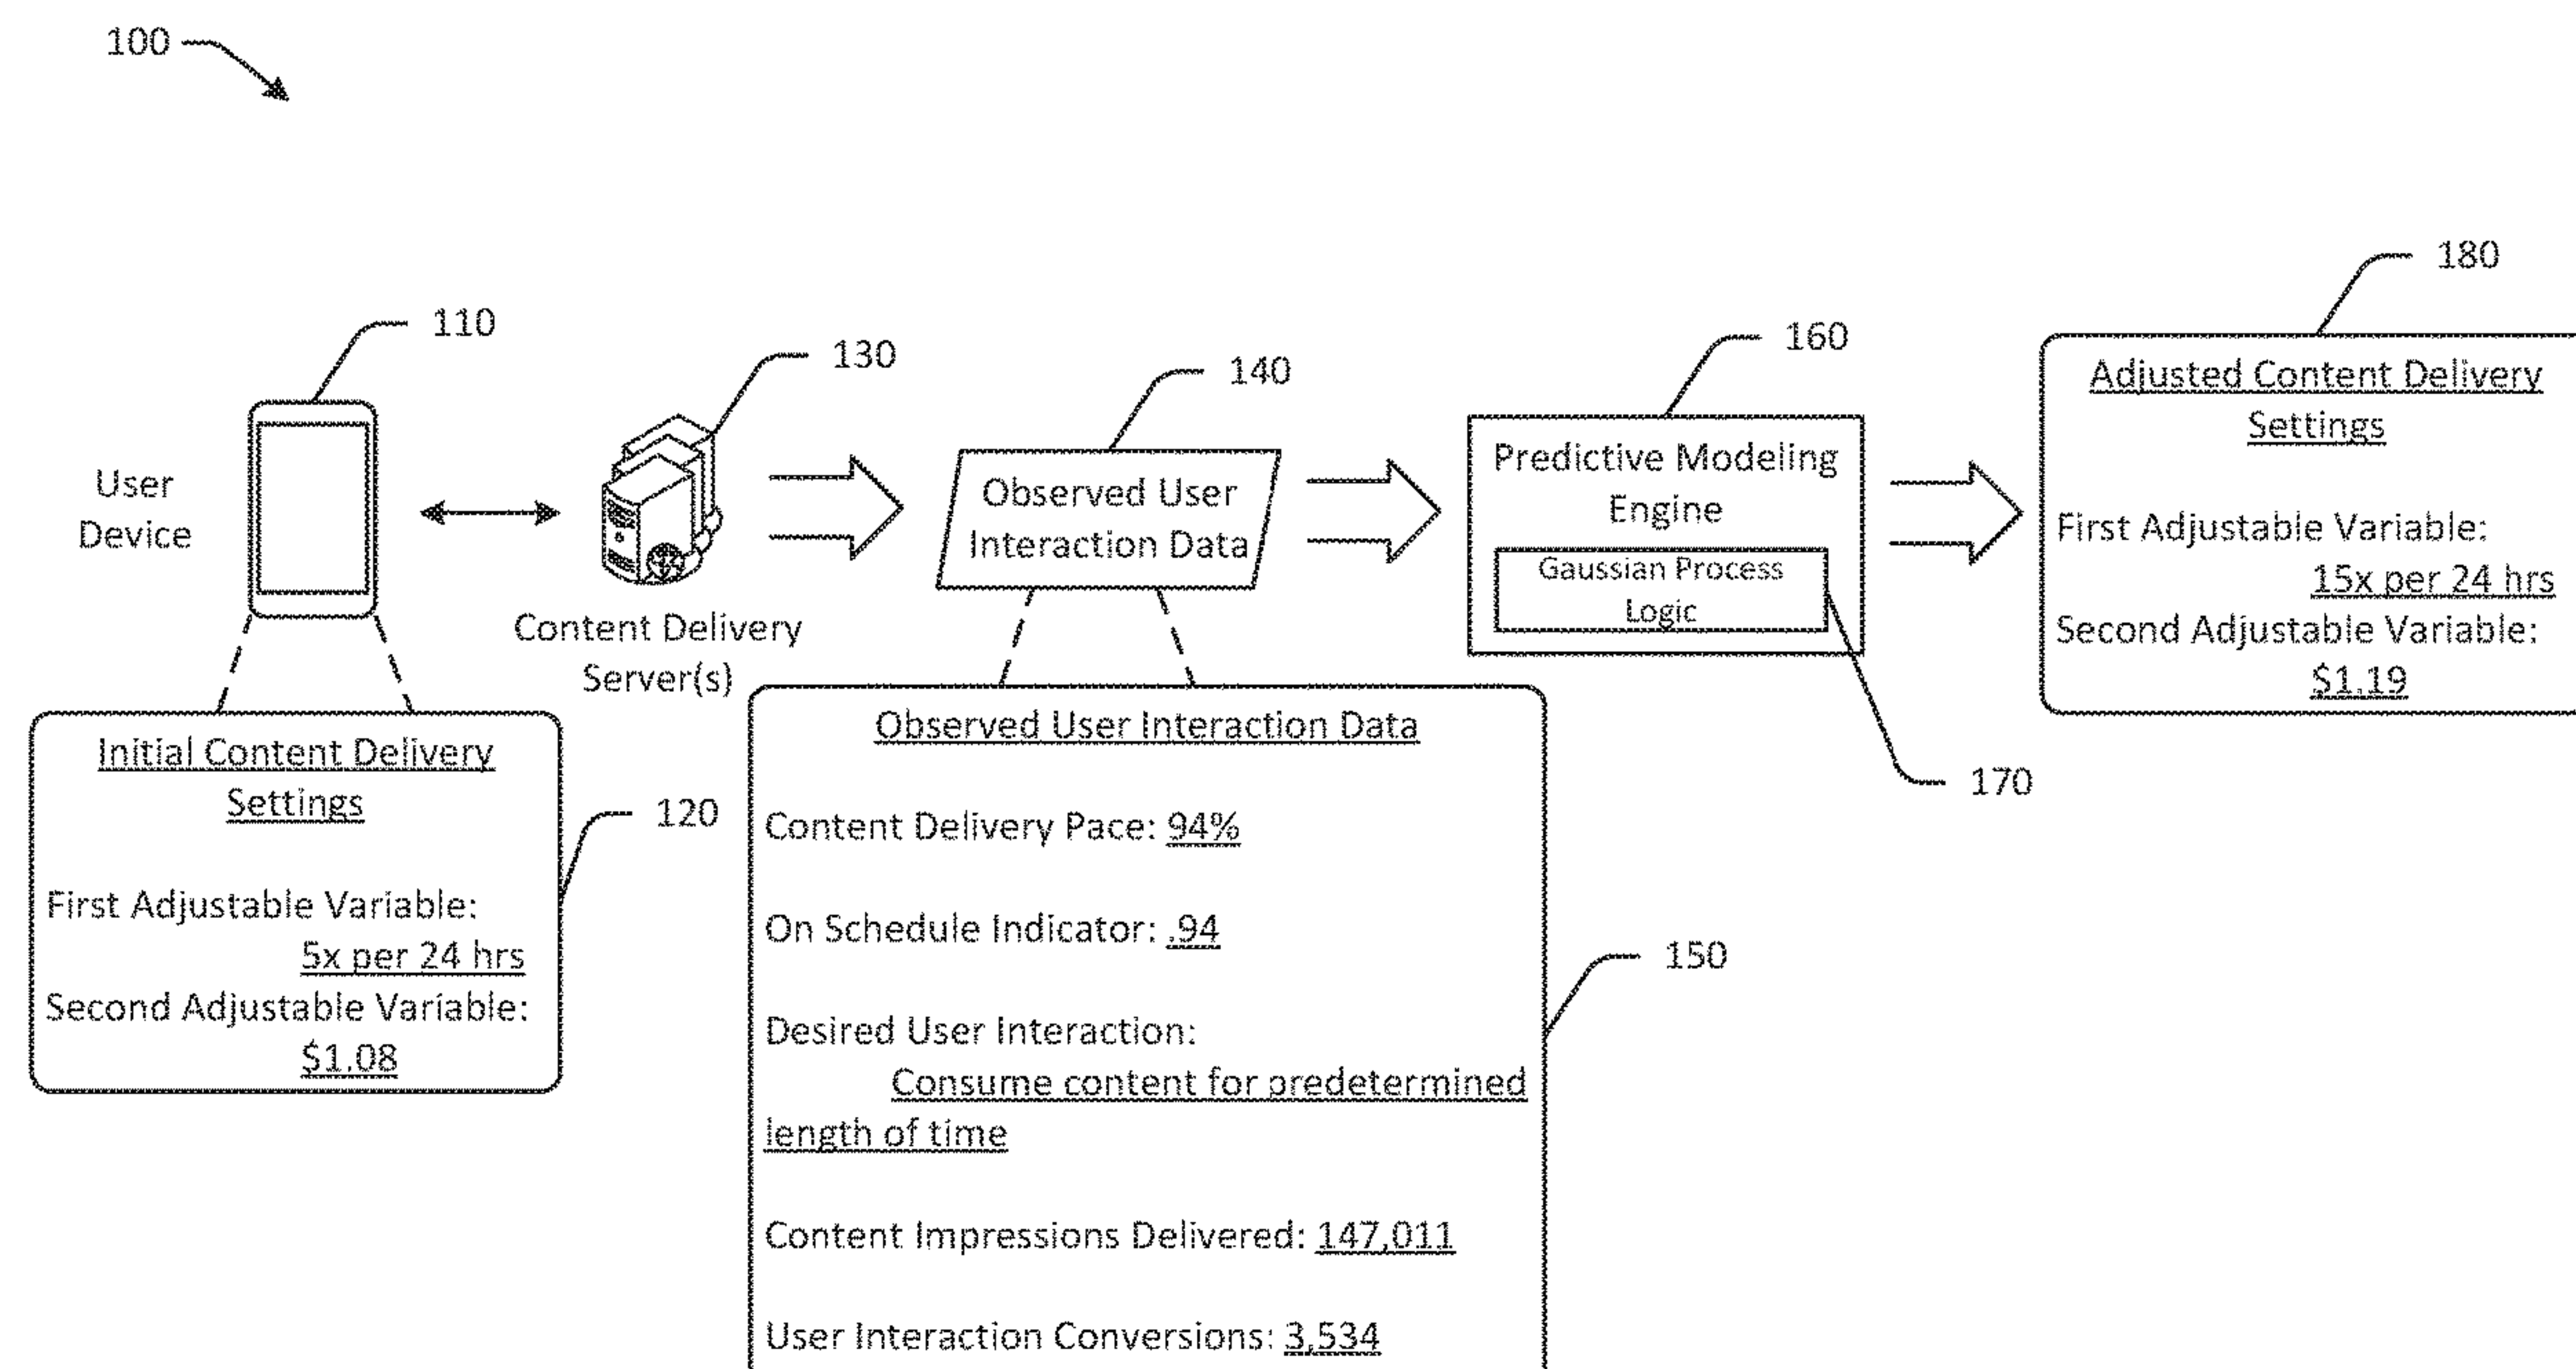 100
110
130
140
160
180
User
Device
Content Delivery
Server(s)
Observed User
Interaction Data
Predictive Modeling
Engine
Gaussian Process
Logic
170
Adjusted Content Delivery
Settings
First Adjustable Variable:
15x per 24 hrs
Second Adjustable Variable:
$1.19
Initial Content Delivery
Settings
First Adjustable Variable:
5x per 24 hrs
Second Adjustable Variable:
$1.08
120
Observed User Interaction Data
Content Delivery Pace: 94%
On Schedule Indicator: .94
Desired User Interaction:
Consume content for predetermined
length of time
Content Impressions Delivered: 147,011
User Interaction Conversions: 3,534
150